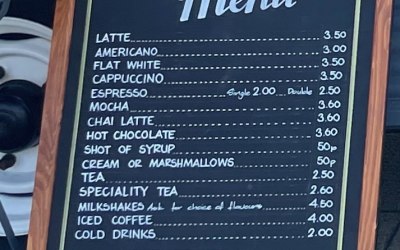 Menu
LATTE 3.50
AMERICANO 3.00
FLAT WHITE 3.50
CAPPUCCINO 3.50
ESPRESSO Single 2.00 Double 2.50
MOCHA 3.60
CHAI LATTE 3.60
HOT CHOCOLATE 3.60
SHOT OF SYRUP 50p
CREAM OR MARSHMALLOWS 50p
TEA 2.50
SPECIALITY TEA 2.60
MILKSHAKES Ask for choice of flavours 4.50
ICED COFFEE 4.00
COLD DRINKS 2.00